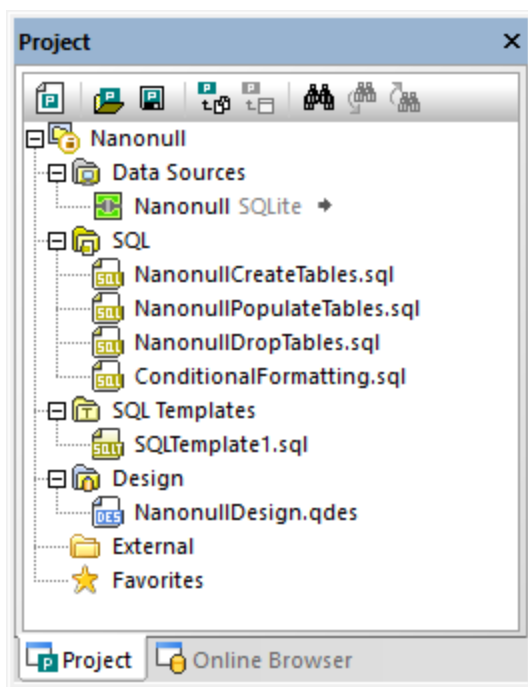 Project
Nanonull
Data Sources
Nanonull SQLite
SQL
NanonullCreateTables.sql
NanonullPopulateTables.sql
NanonullDropTables.sql
ConditionalFormatting.sql
SQL Templates
SQLTemplate1.sql
Design
NanonullDesign.qdes
External
Favorites
Project Online Browser